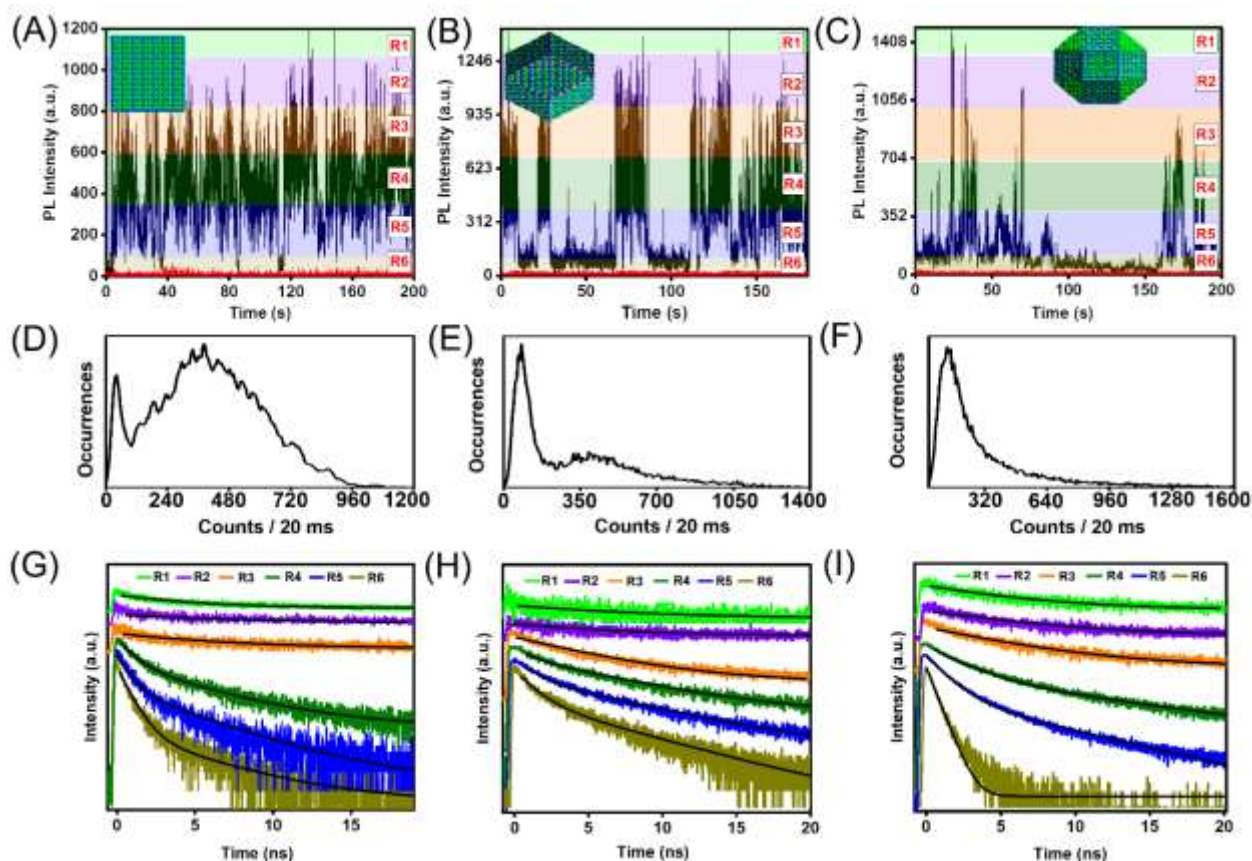 (A)
1200
1000
800
600
400
200
0
PL Intensity (a.u.)
R1
R2
R3
R4
R5
R6
0 40 80 120 160 200
Time (s)
(B)
1246
935
623
312
0
PL Intensity (a.u.)
R1
R2
R3
R4
R5
R6
0 50 100 150
Time (s)
(C)
1408
1056
704
352
0
PL Intensity (a.u.)
R1
R2
R3
R4
R5
R6
0 50 100 150 200
Time (s)
(D)
Occurrences
0 240 480 720 960 1200
Counts / 20 ms
(E)
Occurrences
0 350 700 1050 1400
Counts / 20 ms
(F)
Occurrences
320 640 960 1280 1600
Counts / 20 ms
(G)
R1 R2 R3 R4 R5 R6
Intensity (a.u.)
0 5 10 15
Time (ns)
(H)
R1 R2 R3 R4 R5 R6
Intensity (a.u.)
0 5 10 15 20
Time (ns)
(I)
R1 R2 R3 R4 R5 R6
Intensity (a.u.)
0 5 10 15 20
Time (ns)